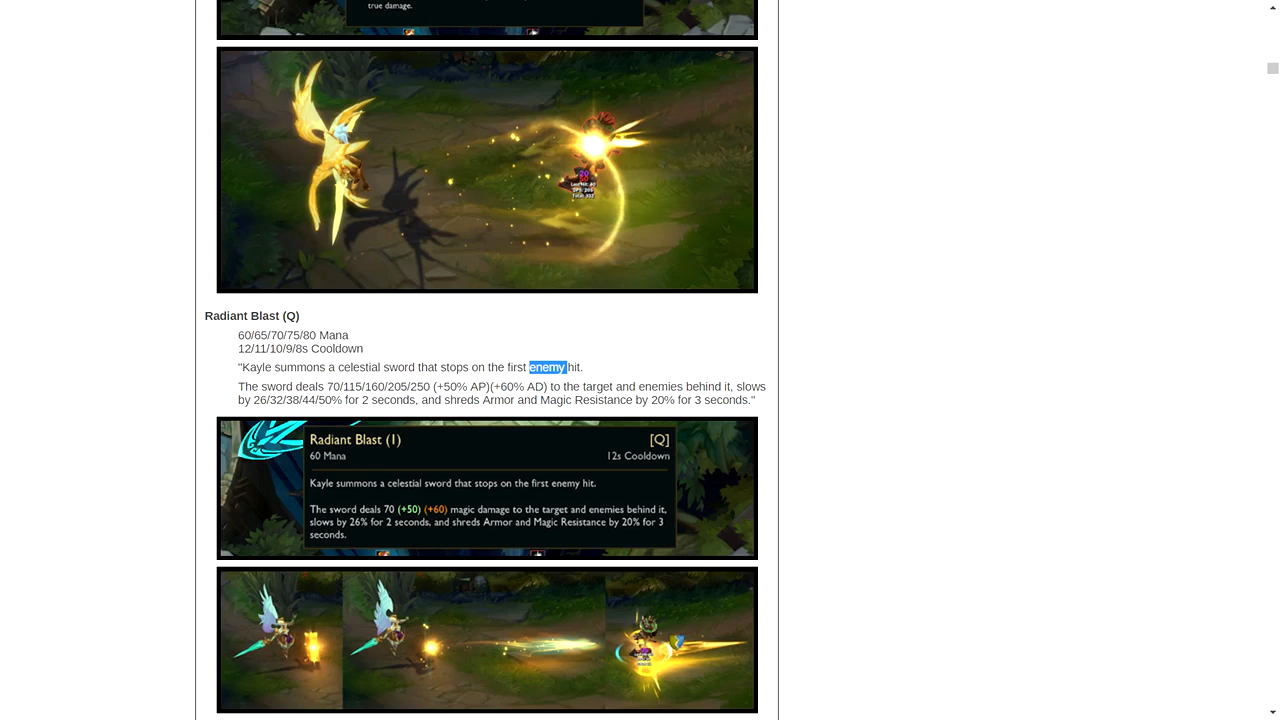 true damage.
Radiant Blast (Q)
60/65/70/75/80 Mana
12/11/10/9/8s Cooldown
"Kayle summons a celestial sword that stops on the first enemy hit.
The sword deals 70/115/160/205/250 (+50% AP)(+60% AD) to the target and enemies behind it, slows
by 26/32/38/44/50% for 2 seconds, and shreds Armor and Magic Resistance by 20% for 3 seconds."
Radiant Blast (1) [Q]
60 Mana 12s Cooldown
Kayle summons a celestial sword that stops on the first enemy hit.
The sword deals 70 (+50) (+60) magic damage to the target and enemies behind it,
slows by 26% for 2 seconds, and shreds Armor and Magic Resistance by 20% for 3
seconds.